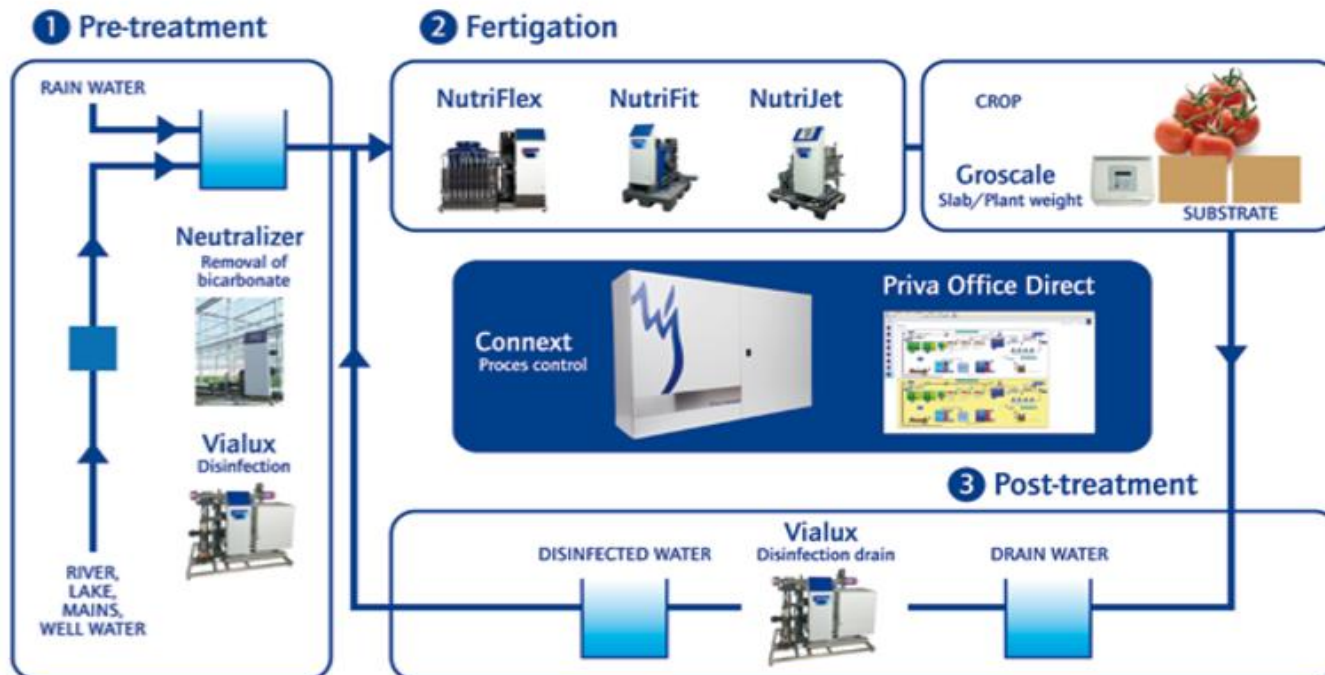 1 Pre-treatment
RAIN WATER
Neutralizer
Removal of
bicarbonate
Vialux
Disinfection
RIVER,
LAKE,
MAINS,
WELL WATER
2 Fertigation
NutriFlex
NutriFit
NutriJet
CROP
Groscale
Slab/Plant weight
SUBSTRATE
Connext
Proces control
Priva Office Direct
3 Post-treatment
DISINFECTED WATER
Vialux
Disinfection drain
DRAIN WATER